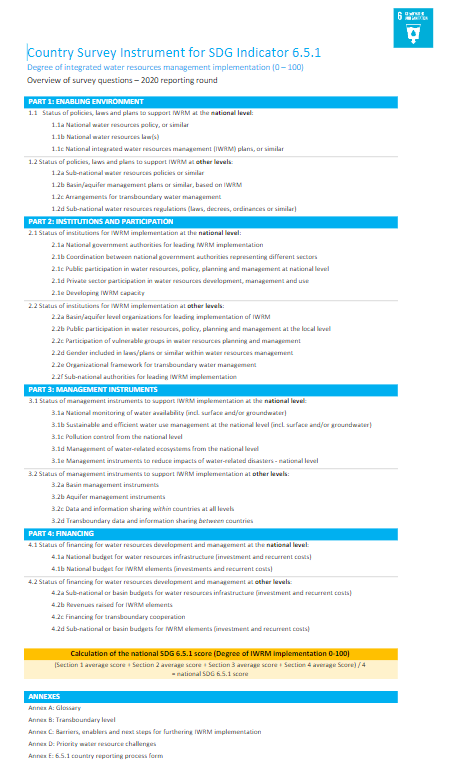 6 CLEAN WATER
AND SANITATION
Country Survey Instrument for SDG Indicator 6.5.1
Degree of integrated water resources management implementation (0 – 100)
Overview of survey questions – 2020 reporting round
PART 1: ENABLING ENVIRONMENT
1.1 Status of policies, laws and plans to support IWRM at the national level:
1.1a National water resources policy, or similar
1.1b National water resources law(s)
1.1c National integrated water resources management (IWRM) plans, or similar
1.2 Status of policies, laws and plans to support IWRM at other levels:
1.2a Sub-national water resources policies or similar
1.2b Basin/aquifer management plans or similar, based on IWRM
1.2c Arrangements for transboundary water management
1.2d Sub-national water resources regulations (laws, decrees, ordinances or similar)
PART 2: INSTITUTIONS AND PARTICIPATION
2.1 Status of institutions for IWRM implementation at the national level:
2.1a National government authorities for leading IWRM implementation
2.1b Coordination between national government authorities representing different sectors
2.1c Public participation in water resources, policy, planning and management at national level
2.1d Private sector participation in water resources development, management and use
2.1e Developing IWRM capacity
2.2 Status of institutions for IWRM implementation at other levels:
2.2a Basin/aquifer level organizations for leading implementation of IWRM
2.2b Public participation in water resources, policy, planning and management at the local level
2.2c Participation of vulnerable groups in water resources planning and management
2.2d Gender included in laws/plans or similar within water resources management
2.2e Organizational framework for transboundary water management
2.2f Sub-national authorities for leading IWRM implementation
PART 3: MANAGEMENT INSTRUMENTS
3.1 Status of management instruments to support IWRM implementation at the national level:
3.1a National monitoring of water availability (incl. surface and/or groundwater)
3.1b Sustainable and efficient water use management at the national level (incl. surface and/or groundwater)
3.1c Pollution control from the national level
3.1d Management of water-related ecosystems from the national level
3.1e Management instruments to reduce impacts of water-related disasters - national level
3.2 Status of management instruments to support IWRM implementation at other levels:
3.2a Basin management instruments
3.2b Aquifer management instruments
3.2c Data and information sharing within countries at all levels
3.2d Transboundary data and information sharing between countries
PART 4: FINANCING
4.1 Status of financing for water resources development and management at the national level:
4.1a National budget for water resources infrastructure (investment and recurrent costs)
4.1b National budget for IWRM elements (investments and recurrent costs)
4.2 Status of financing for water resources development and management at other levels:
4.2a Sub-national or basin budgets for water resources infrastructure (investment and recurrent costs)
4.2b Revenues raised for IWRM elements
4.2c Financing for transboundary cooperation
4.2d Sub-national or basin budgets for IWRM elements (investment and recurrent costs)
Calculation of the national SDG 6.5.1 score (Degree of IWRM implementation 0-100)
(Section 1 average score + Section 2 average score + Section 3 average score + Section 4 average Score) / 4
= national SDG 6.5.1 score
ANNEXES
Annex A: Glossary
Annex B: Transboundary level
Annex C: Barriers, enablers and next steps for furthering IWRM implementation
Annex D: Priority water resource challenges
Annex E: 6.5.1 country reporting process form